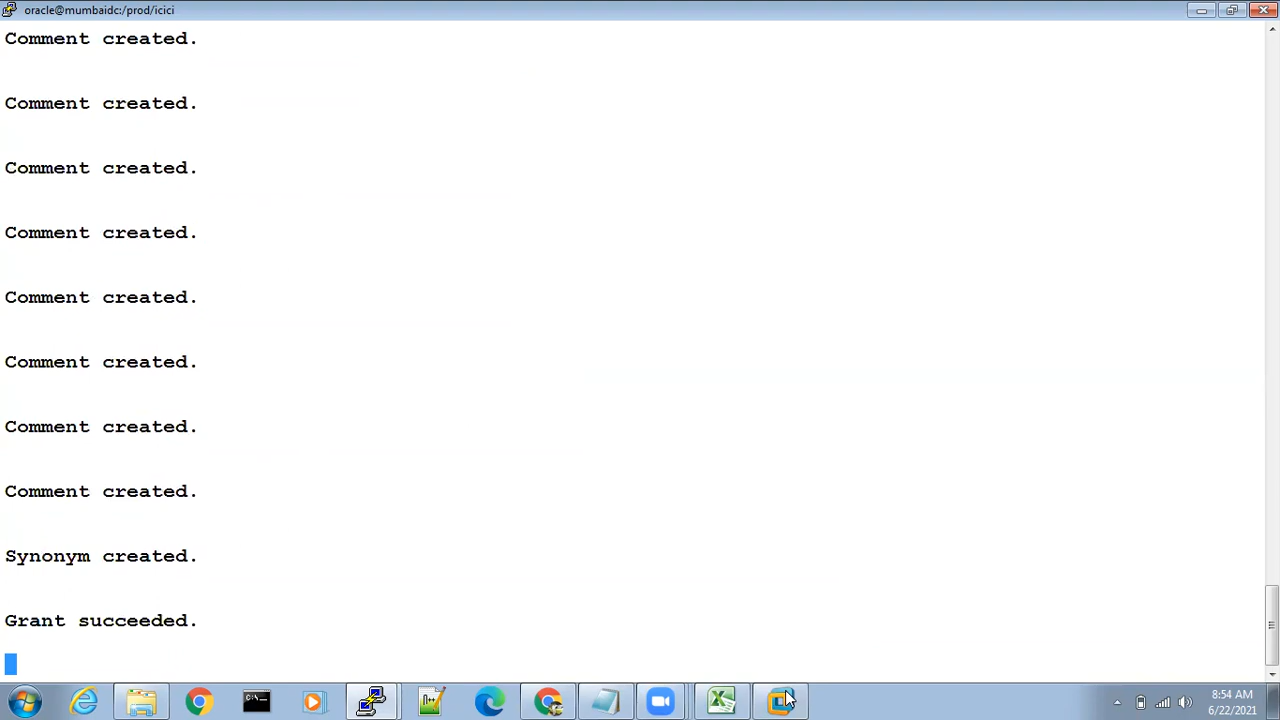 oracle@mumbaidc:/prod/icici
Comment created.
Comment created.
Comment created.
Comment created.
Comment created.
Comment created.
Comment created.
Comment created.
Synonym created.
Grant succeeded.
8:54 AM
6/22/2021